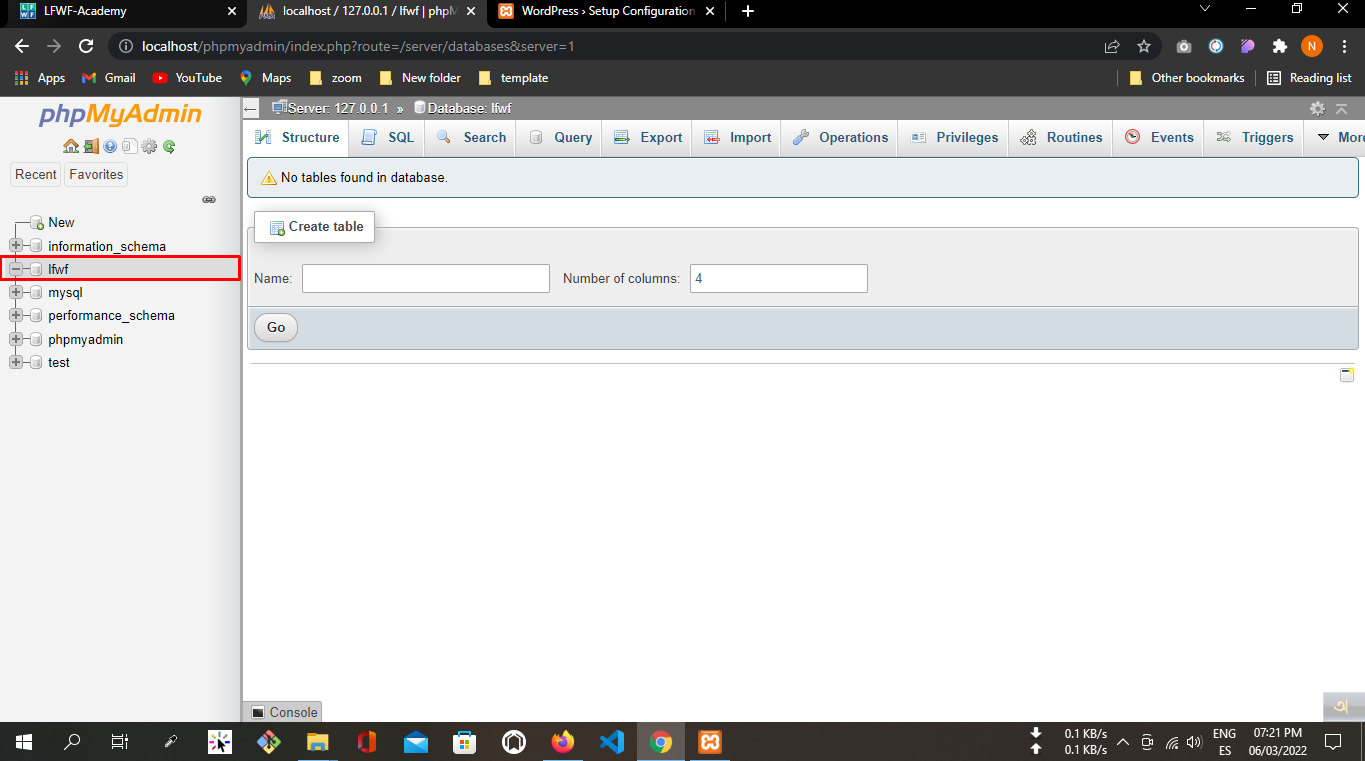 LFWF-Academy
localhost / 127.0.0.1 / lfwf | phpM
WordPress › Setup Configuration
localhost/phpmyadmin/index.php?route=/server/databases&server=1
N
Apps
Gmail
YouTube
Maps
zoom
New folder
template
Other bookmarks
Reading list
phpMyAdmin
Recent
Favorites
New
information_schema
lfwf
mysql
performance_schema
phpmyadmin
test
Server: 127.0.0.1 » Database: lfwf
Structure
SQL
Search
Query
Export
Import
Operations
Privileges
Routines
Events
Triggers
More
No tables found in database.
Create table
Name:
Number of columns: 4
Go
Console
অ
0.1 KB/s
0.1 KB/s
ENG
ES
07:21 PM
06/03/2022